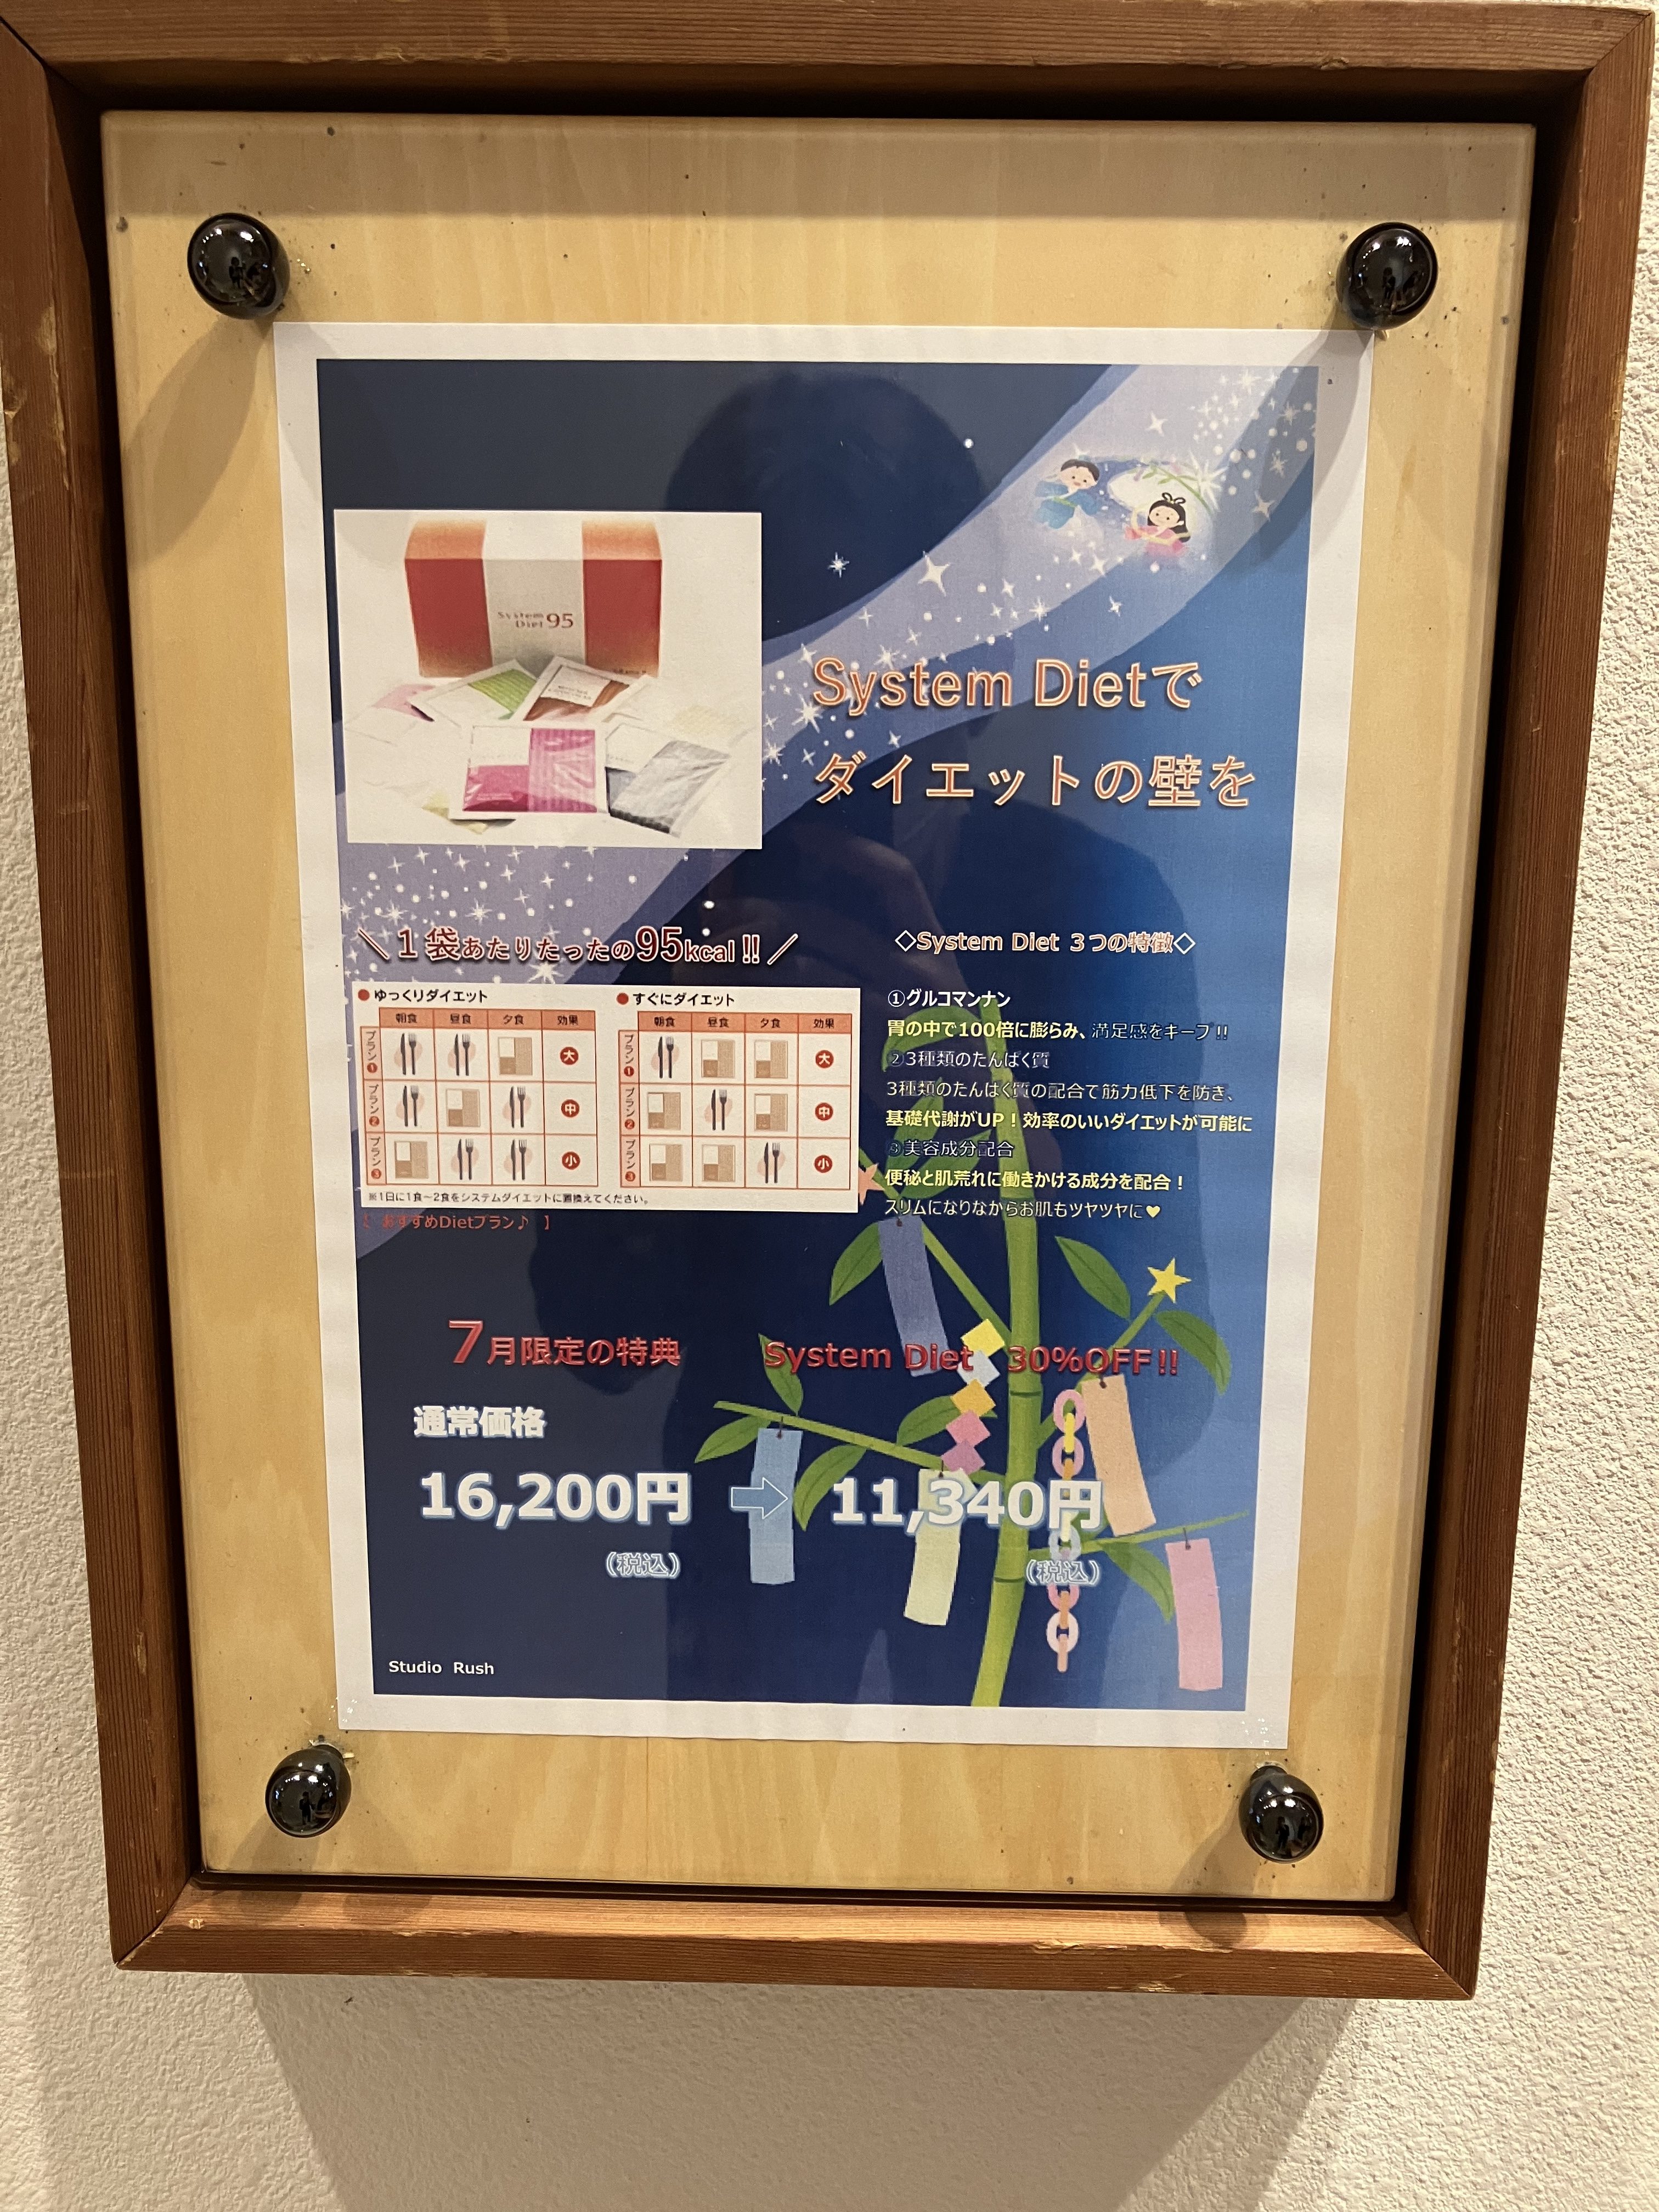 System Diet 95
System Dietで
ダイエットの壁を
＼１袋あたりたったの95kcal!!／
●ゆっくりダイエット
朝食 昼食 夕食 効果
プラン❶ 大
プラン❷ 中
プラン❸ 小
●すぐにダイエット
朝食 昼食 夕食 効果
プラン❶ 大
プラン❷ 中
プラン❸ 小
※1日に1食～2食をシステムダイエットに置換えてください。
【 おすすめDietプラン♪ 】
◇System Diet ３つの特徴◇
①グルコマンナン
胃の中で100倍に膨らみ、満足感をキープ!!
②3種類のたんぱく質
3種類のたんぱく質の配合で筋力低下を防ぎ、
基礎代謝がUP！効率のいいダイエットが可能に
③美容成分配合
便秘と肌荒れに働きかける成分を配合！
スリムになりながらお肌もツヤツヤに♥
7月限定の特典 System Diet 30%OFF!!
通常価格
16,200円 ⇨ 11,340円
（税込） （税込）
Studio Rush